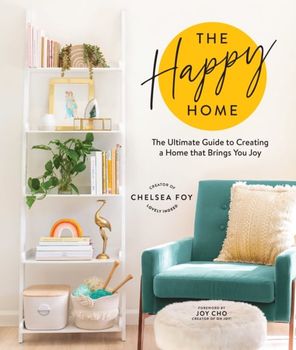 THE
Happy
HOME
The Ultimate Guide to Creating
a Home that Brings You Joy
CREATOR OF
LOVELY INDEED
CHELSEA FOY
FOREWORD BY
JOY CHO
CREATOR OF OH JOY!